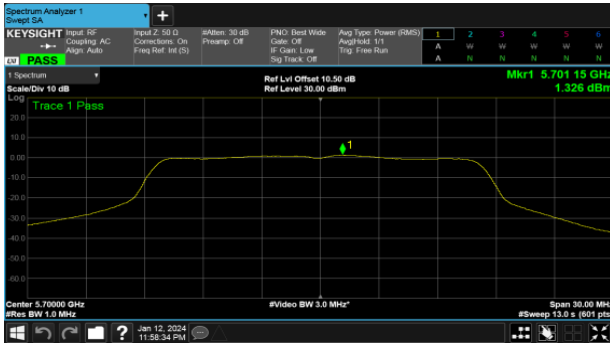 Spectrum Analyzer 1
Swept SA
KEYSIGHT
Input: RF
Coupling: AC
Align: Auto
Input Z: 50 Ω
Corrections: On
Freq Ref: Int (S)
#Atten: 30 dB
Preamp: Off
PNO: Best Wide
Gate: Off
IF Gain: Low
Sig Track: Off
Avg Type: Power (RMS)
Avg|Hold: 1/1
Trig: Free Run
1 2 3 4 5 6
A W W W W W
A N N N N N
LXI PASS
1 Spectrum
Scale/Div 10 dB
Ref Lvl Offset 10.50 dB
Ref Level 30.00 dBm
Mkr1 5.701 15 GHz
1.326 dBm
Log
Trace 1 Pass
20.0
10.0
0.00
-10.0
-20.0
-30.0
-40.0
-50.0
-60.0
1
Center 5.70000 GHz
#Res BW 1.0 MHz
#Video BW 3.0 MHz*
Span 30.00 MHz
#Sweep 13.0 s (601 pts)
?
Jan 12, 2024
11:58:34 PM